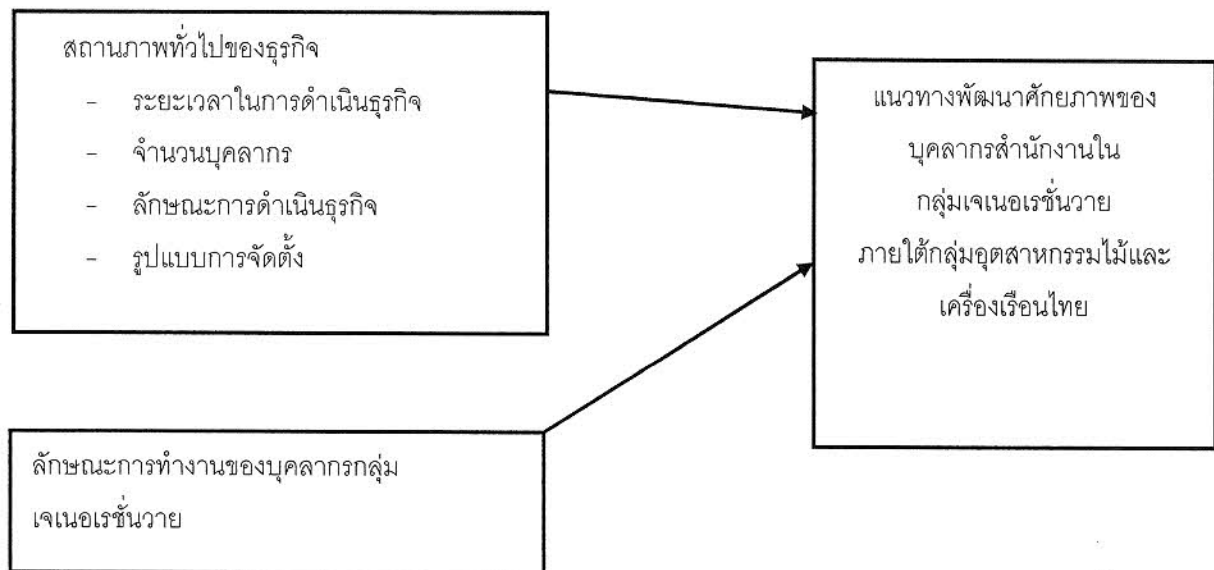 สถานภาพทั่วไปของธุรกิจ
- ระยะเวลาในการดำเนินธุรกิจ
- จำนวนบุคลากร
- ลักษณะการดำเนินธุรกิจ
- รูปแบบการจัดตั้ง
ลักษณะการทำงานของบุคลากรกลุ่ม
เจเนอเรชั่นวาย
แนวทางพัฒนาศักยภาพของ
บุคลากรสำนักงานใน
กลุ่มเจเนอเรชั่นวาย
ภายใต้กลุ่มอุตสาหกรรมไม้และ
เครื่องเรือนไทย